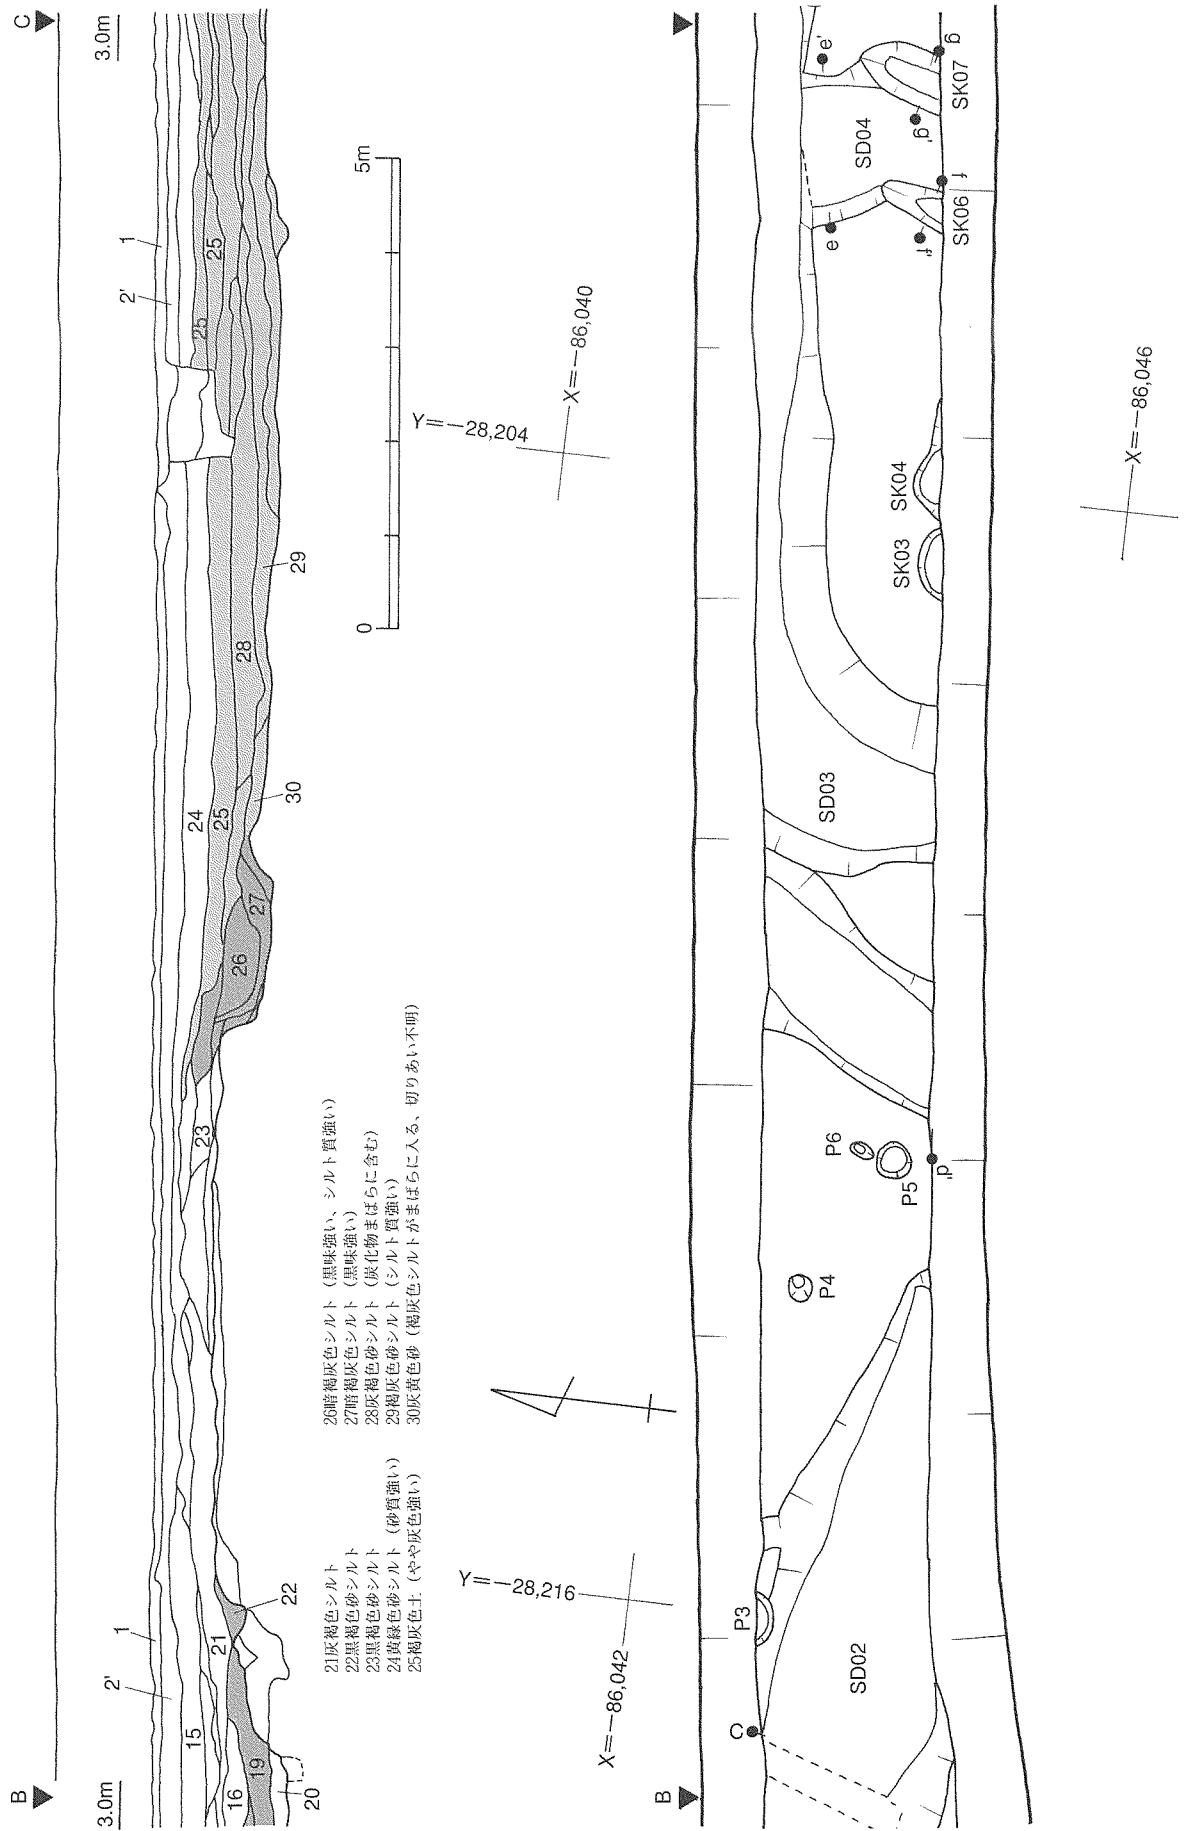 B
C
3.0m
3.0m
1
2'
15
16
19
20
21
22
23
24
25
26
27
28
29
30
25
25
1
2'
21灰褐色シルト
22黒褐色砂シルト
23黒褐色砂シルト
24黄緑色砂シルト（砂質強い）
25褐灰色土（やや灰色強い）
26暗褐灰色シルト（黒味強い、シルト質強い）
27暗褐灰色シルト（黒味強い）
28灰褐色砂シルト（炭化物まばらに含む）
29褐灰色砂シルト（シルト質強い）
30灰黄色砂（褐灰色シルトがまばらに入る、切りあい不明）
0
5m
Y=-28,216
X=-86,042
Y=-28,204
X=-86,040
X=-86,046
B
C
P3
SD02
P4
P5
P6
d'
SD03
SK03
SK04
e
e'
f'
f
SK06
SD04
g'
g
SK07